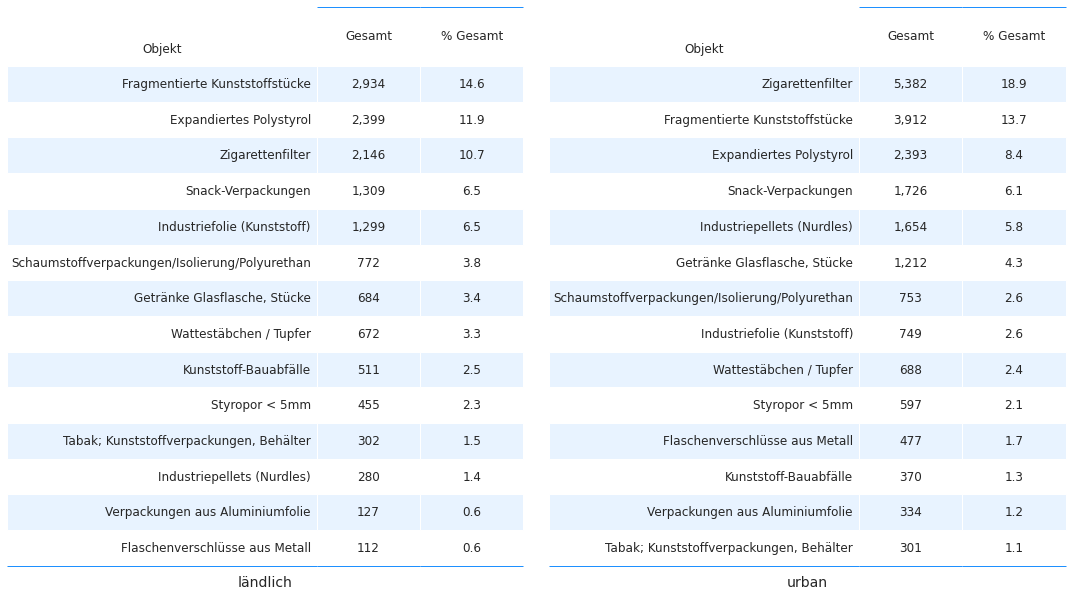 Objekt Gesamt % Gesamt
Fragmentierte Kunststoffstücke 2,934 14.6
Expandiertes Polystyrol 2,399 11.9
Zigarettenfilter 2,146 10.7
Snack-Verpackungen 1,309 6.5
Industriefolie (Kunststoff) 1,299 6.5
Schaumstoffverpackungen/Isolierung/Polyurethan 772 3.8
Getränke Glasflasche, Stücke 684 3.4
Wattestäbchen / Tupfer 672 3.3
Kunststoff-Bauabfälle 511 2.5
Styropor < 5mm 455 2.3
Tabak; Kunststoffverpackungen, Behälter 302 1.5
Industriepellets (Nurdles) 280 1.4
Verpackungen aus Aluminiumfolie 127 0.6
Flaschenverschlüsse aus Metall 112 0.6
ländlich
Objekt Gesamt % Gesamt
Zigarettenfilter 5,382 18.9
Fragmentierte Kunststoffstücke 3,912 13.7
Expandiertes Polystyrol 2,393 8.4
Snack-Verpackungen 1,726 6.1
Industriepellets (Nurdles) 1,654 5.8
Getränke Glasflasche, Stücke 1,212 4.3
Schaumstoffverpackungen/Isolierung/Polyurethan 753 2.6
Industriefolie (Kunststoff) 749 2.6
Wattestäbchen / Tupfer 688 2.4
Styropor < 5mm 597 2.1
Flaschenverschlüsse aus Metall 477 1.7
Kunststoff-Bauabfälle 370 1.3
Verpackungen aus Aluminiumfolie 334 1.2
Tabak; Kunststoffverpackungen, Behälter 301 1.1
urban